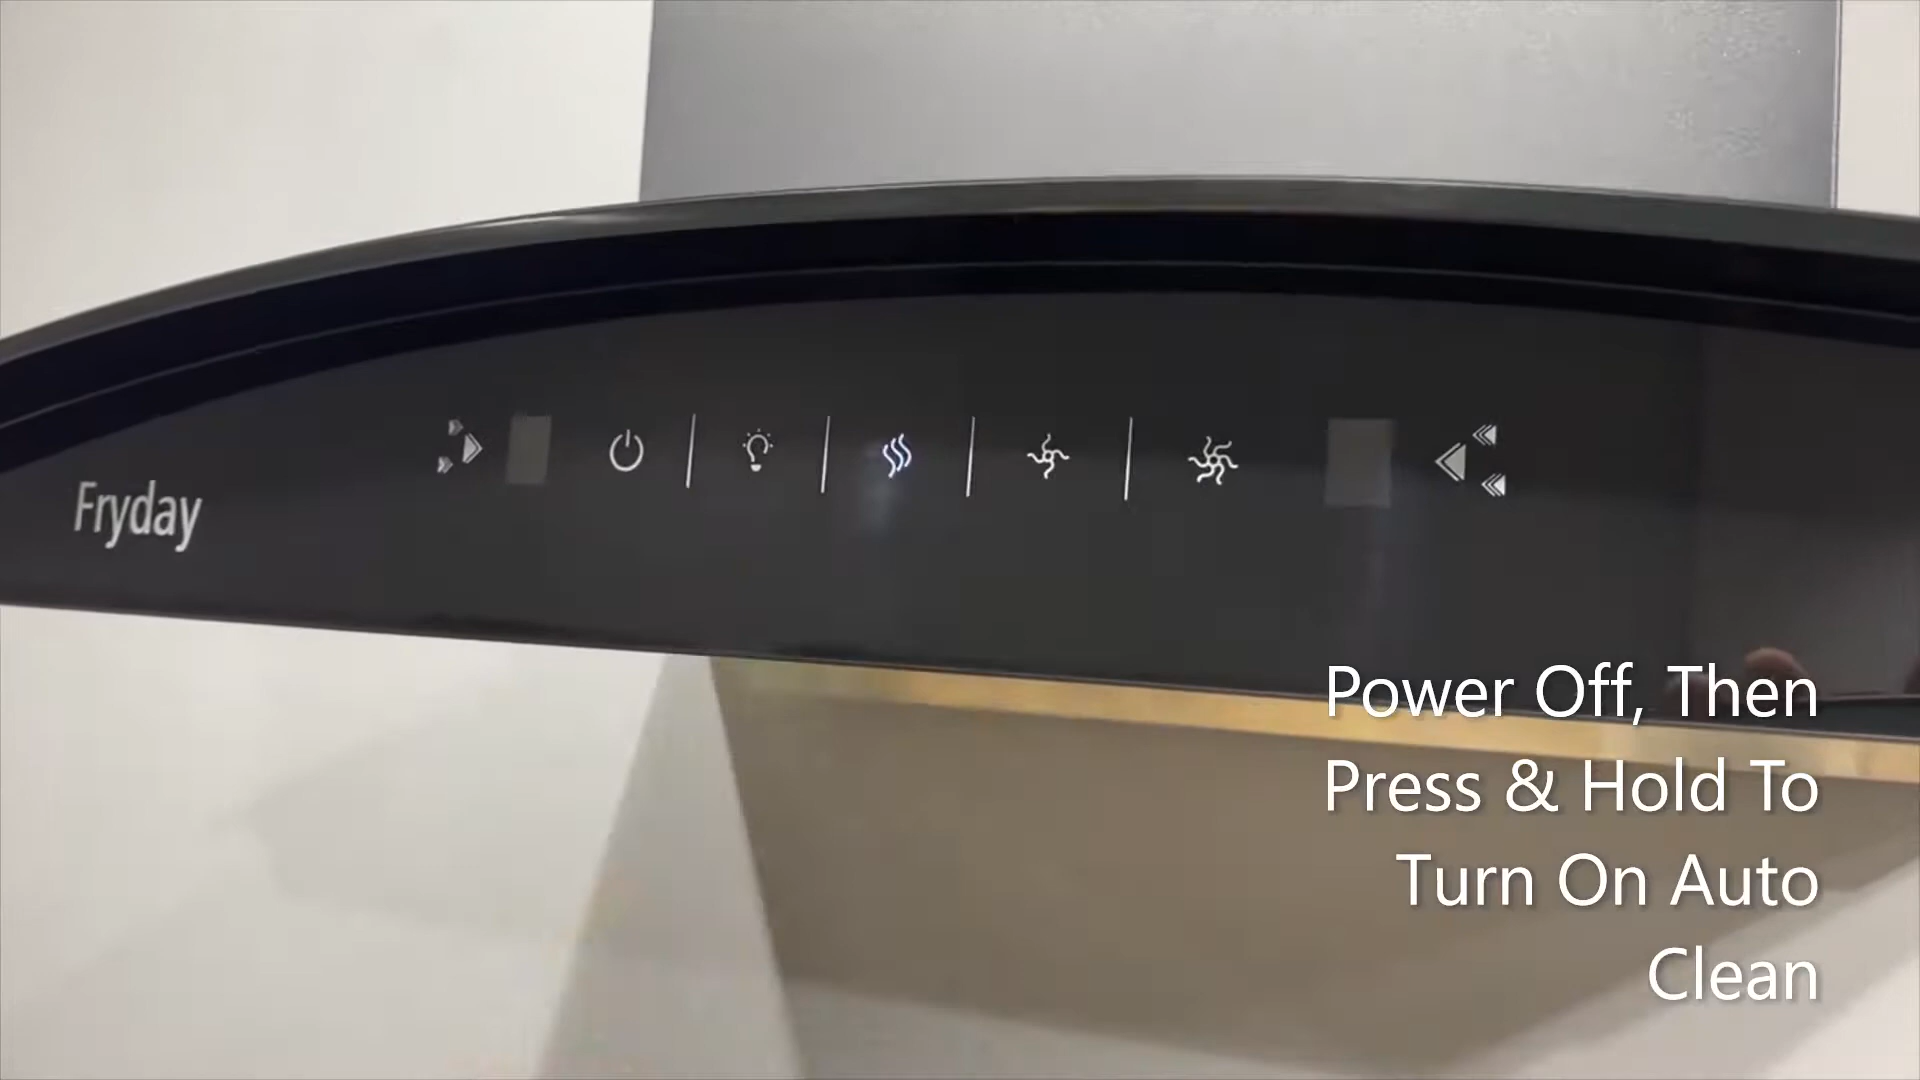 Fryday
Power Off, Then
Press & Hold To
Turn On Auto
Clean